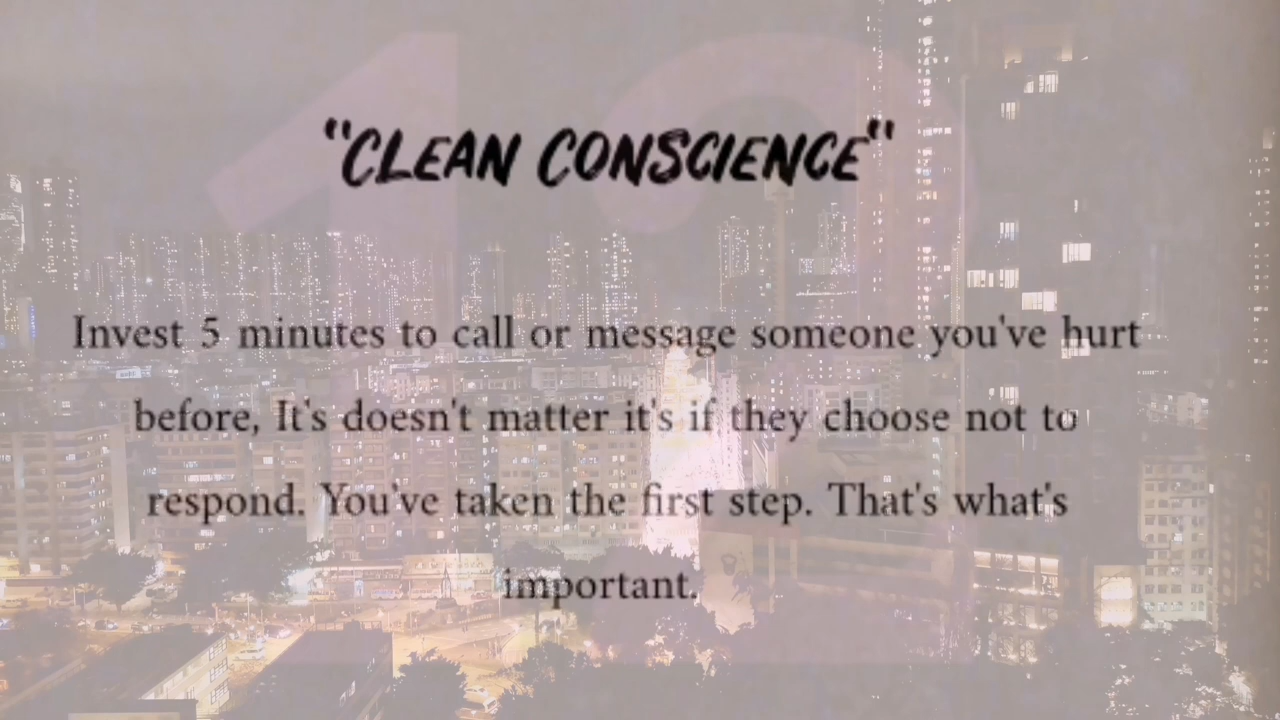 "CLEAN CONSCIENCE"
Invest 5 minutes to call or message someone you've hurt
before, It's doesn't matter it's if they choose not to
respond. You've taken the first step. That's what's
important.